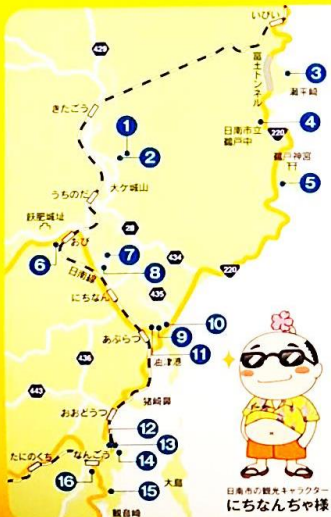 いびい
429
富土トンネル
3
瀬平崎
きたごう
1
2
4
日南市立
鵜戸中
220
鵜戸神宮
5
大ケ城山
うちのだ
飫肥城址
28
おび
6
7
434
日南線
8
220
にちなん
435
10
あぶらつ
9
436
11
油津港
猪崎鼻
443
おおどうつ
12
13
たにのくち
なんごう
14
大島
16
15
観音崎
日南市の観光キャラクター
にちなんぢゃ様